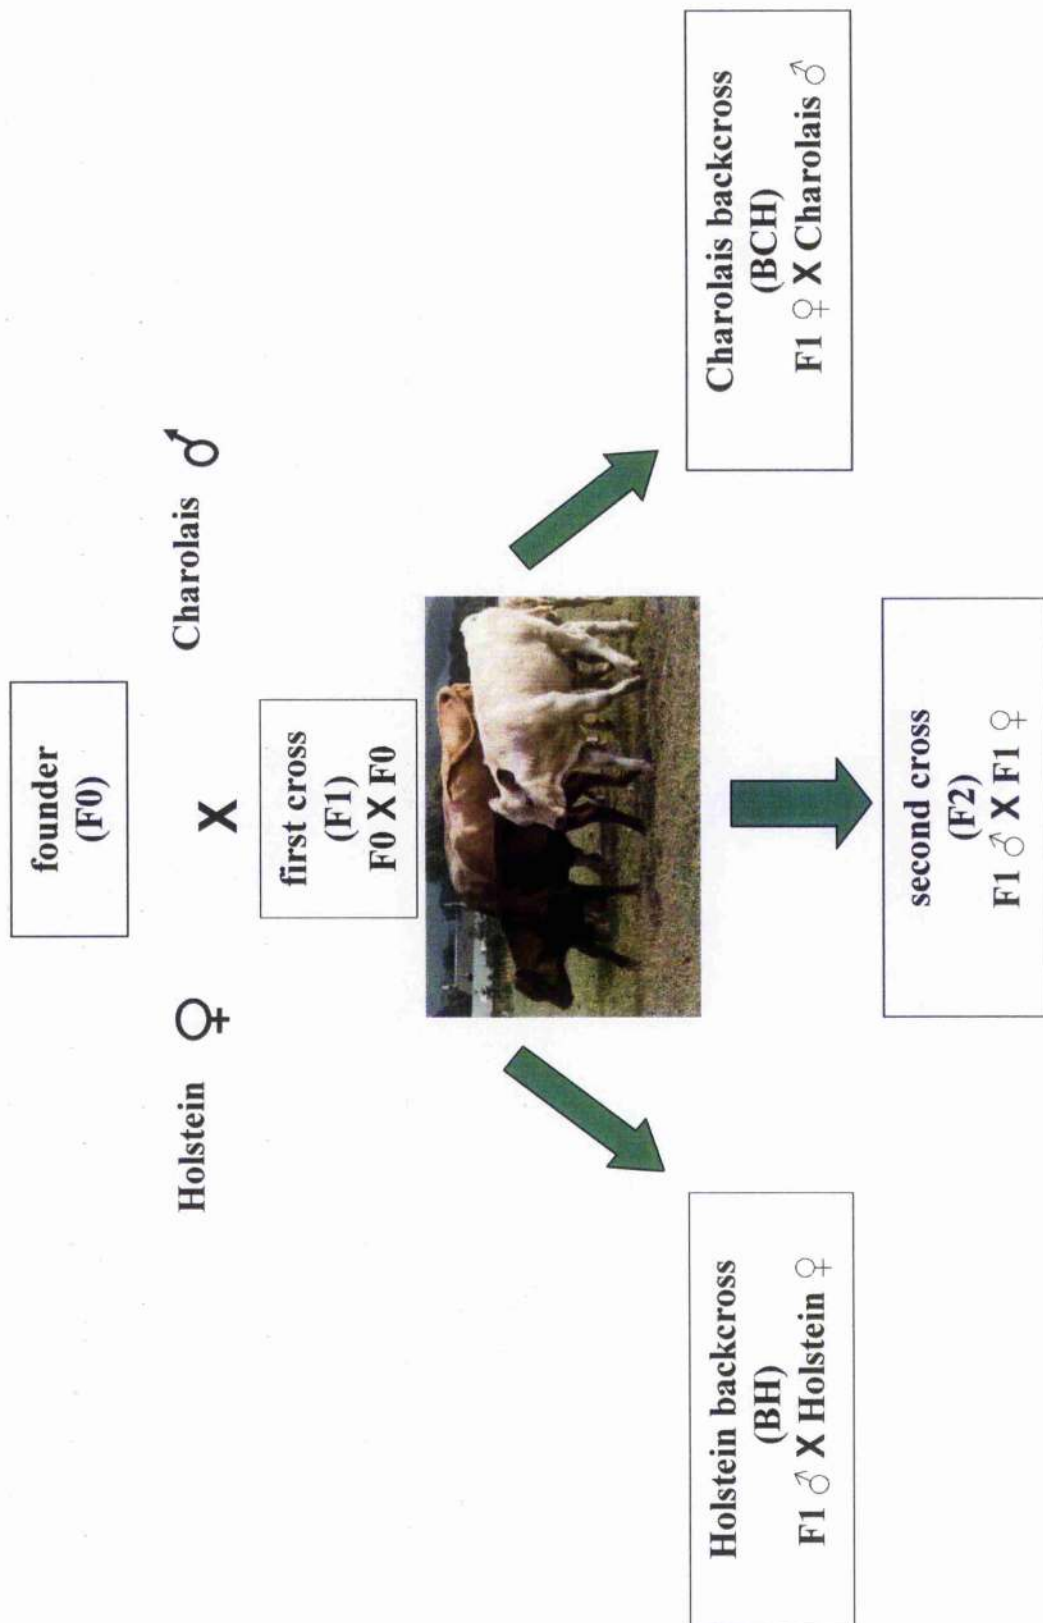 founder
(F0)
Holstein ♀ X Charolais ♂
first cross
(F1)
F0 X F0
Holstein backcross
(BH)
F1 ♂ X Holstein ♀
second cross
(F2)
F1 ♂ X F1 ♀
Charolais backcross
(BCH)
F1 ♀ X Charolais ♂